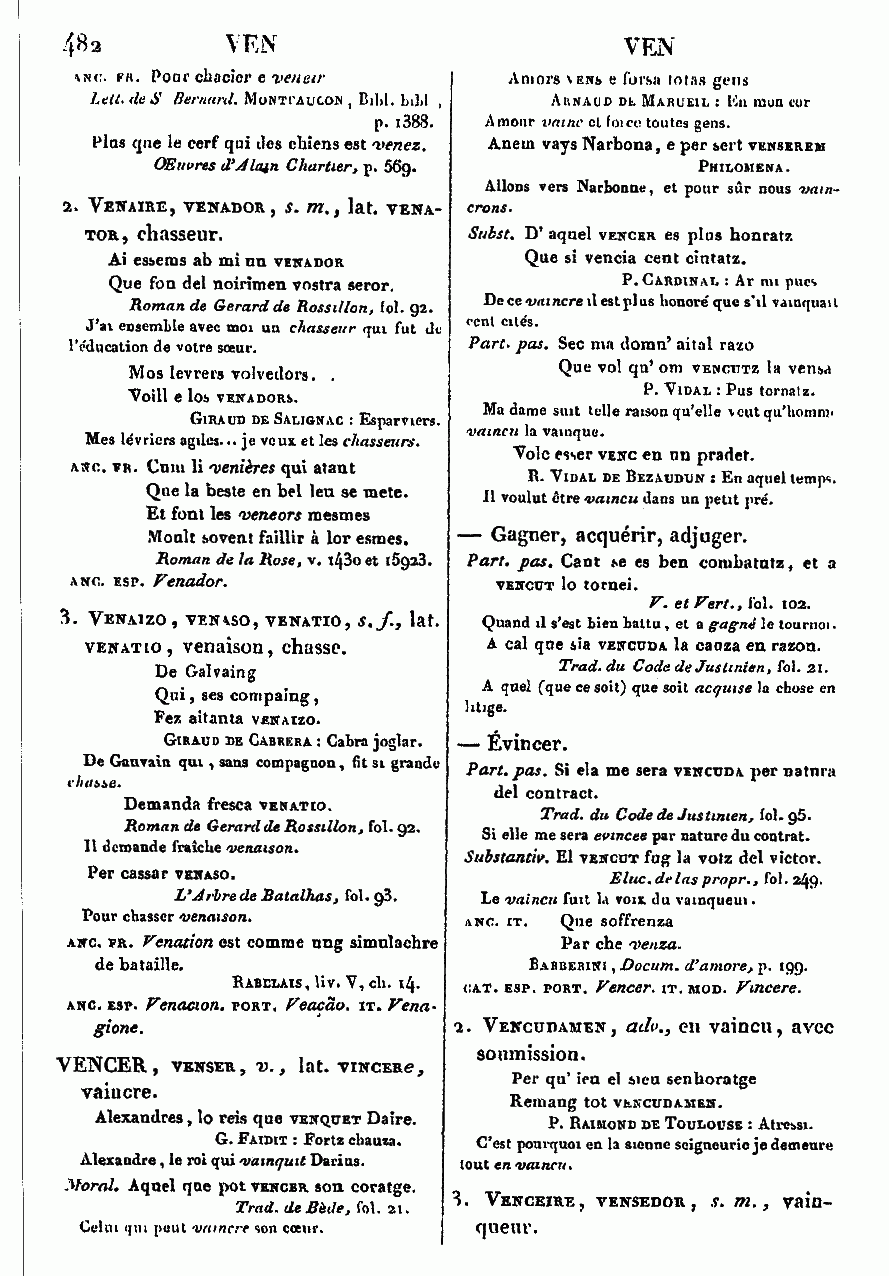 482 VEN VEN
ANC. FR. Pour chacier e veneir
Lett. de S Bernard. MONTFAUCON, Bibl. bibl ,
p. 1388.
Plus que le cerf qui des chiens est venez.
Œuvres d'Alain Chartier, p. 569.
2. VENAIRE, VENADOR, s. m., lat. VENA-
TOR, chasseur.
Ai essems ab mi un VENADOR
Que fon del noirimen vostra seror.
Roman de Gerard de Rossillon, fol. 92.
J'ai ensemble avec moi un chasseur qui fut de
l'éducation de votre sœur.
Mos levrers volvedors. .
Voill e los VENADORS.
GIRAUD DE SALIGNAC : Esparviers.
Mes lévriers agiles... je veux et les chasseurs.
ANC. FR. Cum li venières qui atant
Que la beste en bel leu se mete.
Et font les veneors mesmes
Moult sovent faillir à lor esmes.
Roman de la Rose, v. 1430 et 15923.
ANC. ESP. Venador.
3. VENAIZO, VENASO, VENATIO, s. f., lat.
VENATIO, venaison, chasse.
De Galvaing
Qui, ses compaing,
Fez aitanta VENAIZO.
GIRAUD DE CABRERA : Cabra joglar.
De Gauvain qui, sans compagnon, fit si grande
chasse.
Demanda fresca VENATIO.
Roman de Gerard de Rossillon, fol. 92.
Il demande fraîche venaison.
Per cassar VENASO.
L'Arbre de Batalhas, fol. 93.
Pour chasser venaison.
ANC. FR. Venation est comme ung simulachre
de bataille.
RABELAIS, liv. V, ch. 14.
ANC. ESP. Venacion. PORT. Veação. IT. Vena-
gione.
VENCER, VENSER, v., lat. VINCERe,
vaincre.
Alexandres, lo reis que VENQUET Daire.
G. FAIDIT : Fortz chauza.
Alexandre, le roi qui vainquit Darius.
Moral. Aquel que pot VENCER son coratge.
Trad. de Bède, fol. 21.
Celui qui peut vaincre son cœur.
Amors VENS e forsa totas gens
ARNAUD DE MARUEIL : En mon cor
Amour vainc et force toutes gens.
Anem vays Narbona, e per sert VENSEREM
PHILOMENA.
Allons vers Narbonne, et pour sûr nous vain-
crons.
Subst. D' aquel VENCER es plus honratz
Que si vencia cent cintatz.
P. CARDINAL : Ar mi pues
De ce vaincre il est plus honoré que s'il vainquait
cent cités.
Part. pas. Sec ma domn' aital razo
Que vol qu' om VENCUTZ la vensa
P. VIDAL : Pus tornatz.
Ma dame suit telle raison qu'elle veut qu'homme
vaincu la vainque.
Volc esser VENC en un pradet.
R. VIDAL DE BEZAUDUN : En aquel temps.
Il voulut être vaincu dans un petit pré.
— Gagner, acquérir, adjuger.
Part. pas. Cant se es ben combatutz, et a
VENCUT lo tornei.
V. et Vert., fol. 102.
Quand il s'est bien battu, et a gagné le tournoi.
A cal que sia VENCUDA la cauza en razon.
Trad. du Code de Justinien, fol. 21.
A quel (que ce soit) que soit acquise la chose en
litige.
— Évincer.
Part. pas. Si ela me sera VENCUDA per natura
del contract.
Trad. du Code de Justinien, fol. 95.
Si elle me sera evincee par nature du contrat.
Substantiv. El VENCUT fug la votz del victor.
Eluc. de las propr., fol. 249.
Le vaincu fuit la voix du vainqueur.
ANC. IT. Que soffrenza
Par che venza.
BARBERINI, Docum. d'amore, p. 199.
CAT. ESP. PORT. Vencer. IT. MOD. Vincere.
2. VENCUDAMEN, adv., en vaincu, avec
soumission.
Per qu' ieu el sieu senhoratge
Remang tot VENCUDAMEN.
P. RAIMOND DE TOULOUSE : Atressi.
C'est pourquoi en la sienne seigneurie je demeure
tout en vaincu.
3. VENCEIRE, VENSEDOR, s. m., vain-
queur.